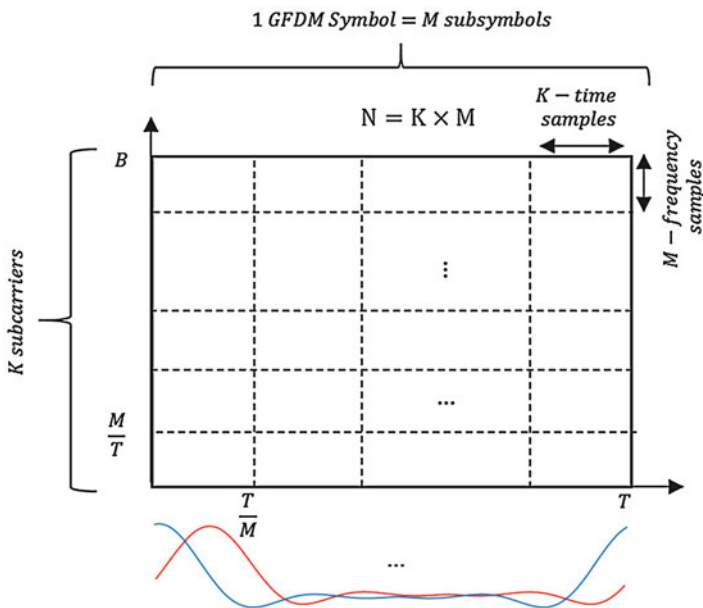 1 GFDM Symbol = M subsymbols
K − time
samples
N = K × M
B
M − frequency
samples
K subcarriers
⋮
...
M
T
T
M
T
...